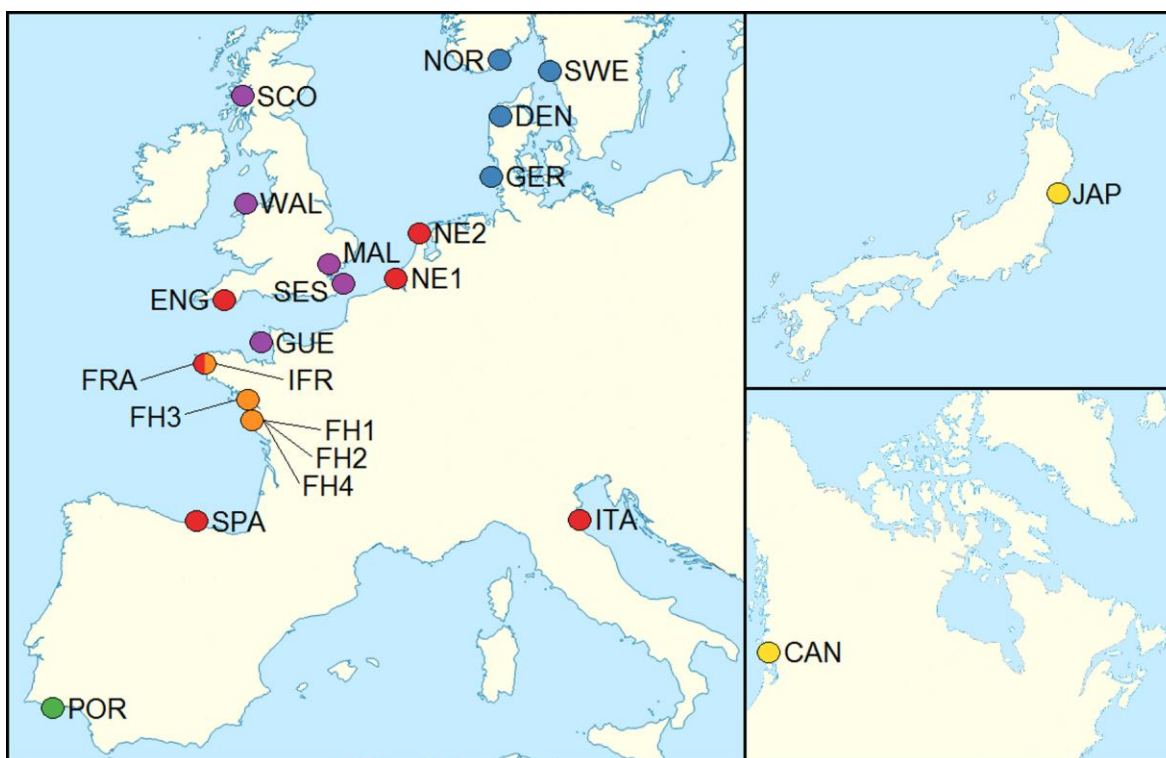 NOR
SWE
SCO
DEN
GER
WAL
NE2
MAL
NE1
SES
ENG
GUE
FRA
IFR
FH3
FH1
FH2
FH4
SPA
ITA
POR
JAP
CAN